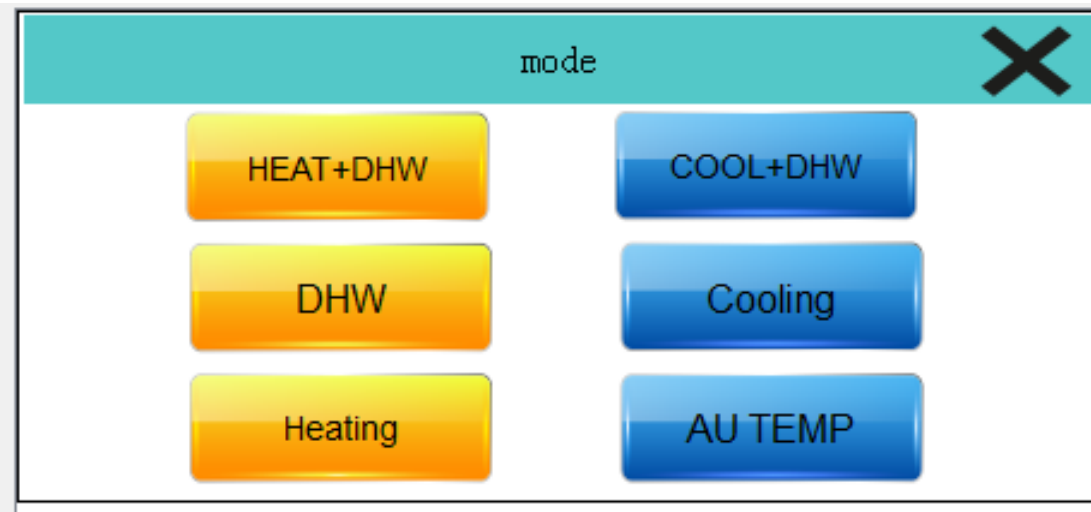 mode
HEAT+DHW
COOL+DHW
DHW
Cooling
Heating
AU TEMP